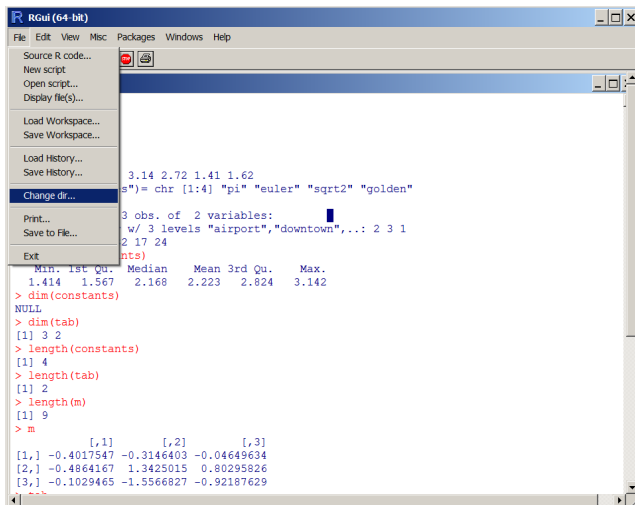 RGui (64-bit)
File Edit View Misc Packages Windows Help
Source R code...
New script
Open script...
Display file(s)...
Load Workspace...
Save Workspace...
Load History...
Save History...
Change dir...
Print...
Save to File...
Exit
3.14 2.72 1.41 1.62
s")= chr [1:4] "pi" "euler" "sqrt2" "golden"
3 obs. of  2 variables:
w/ 3 levels "airport","downtown",..: 2 3 1
2 17 24
nts)
Min. 1st Qu.  Median    Mean 3rd Qu.    Max.
1.414   1.567   2.168   2.223   2.824   3.142
> dim(constants)
NULL
> dim(tab)
[1] 3 2
> length(constants)
[1] 4
> length(tab)
[1] 2
> length(m)
[1] 9
> m
[,1]       [,2]        [,3]
[1,] -0.4017547 -0.3146403 -0.04649634
[2,] -0.4864167  1.3425015  0.80295826
[3,] -0.1029465 -1.5566827 -0.92187629